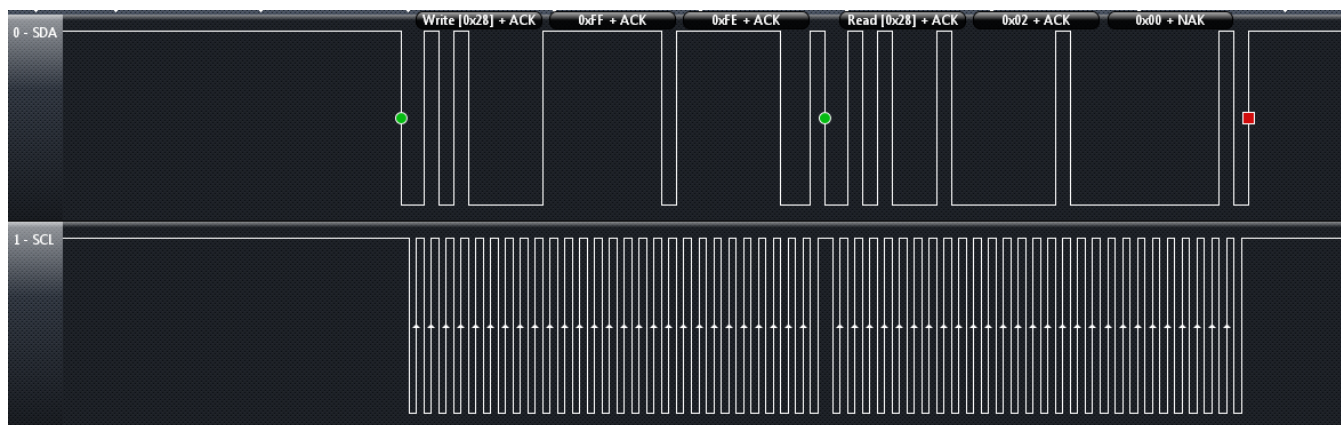 Write [0x28] + ACK 0xFF + ACK 0xFE + ACK Read [0x28] + ACK 0x02 + ACK 0x00 + NAK
0 - SDA
1 - SCL